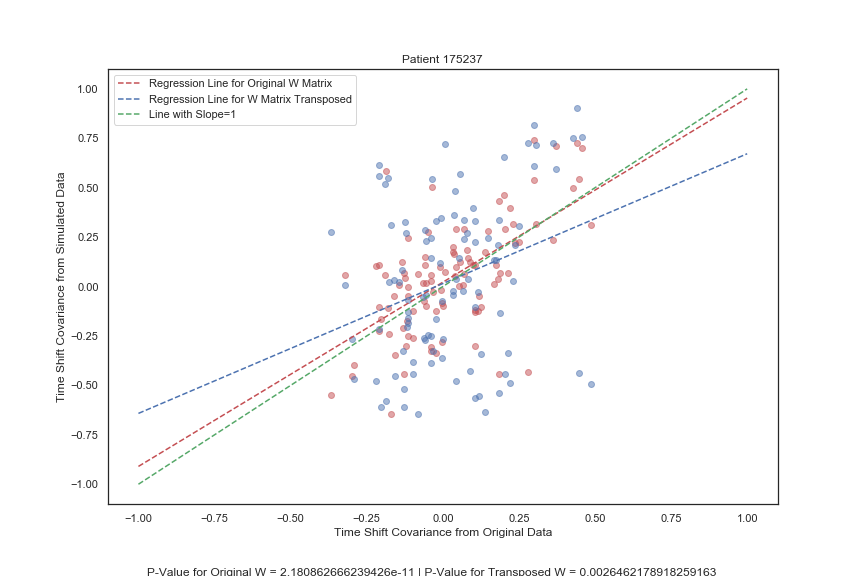 Patient 175237
Regression Line for Original W Matrix
Regression Line for W Matrix Transposed
Line with Slope=1
Time Shift Covariance from Simulated Data
1.00
0.75
0.50
0.25
0.00
−0.25
−0.50
−0.75
−1.00
−1.00 −0.75 −0.50 −0.25 0.00 0.25 0.50 0.75 1.00
Time Shift Covariance from Original Data
P-Value for Original W = 2.180862666239426e-11 | P-Value for Transposed W = 0.0026462178918259163